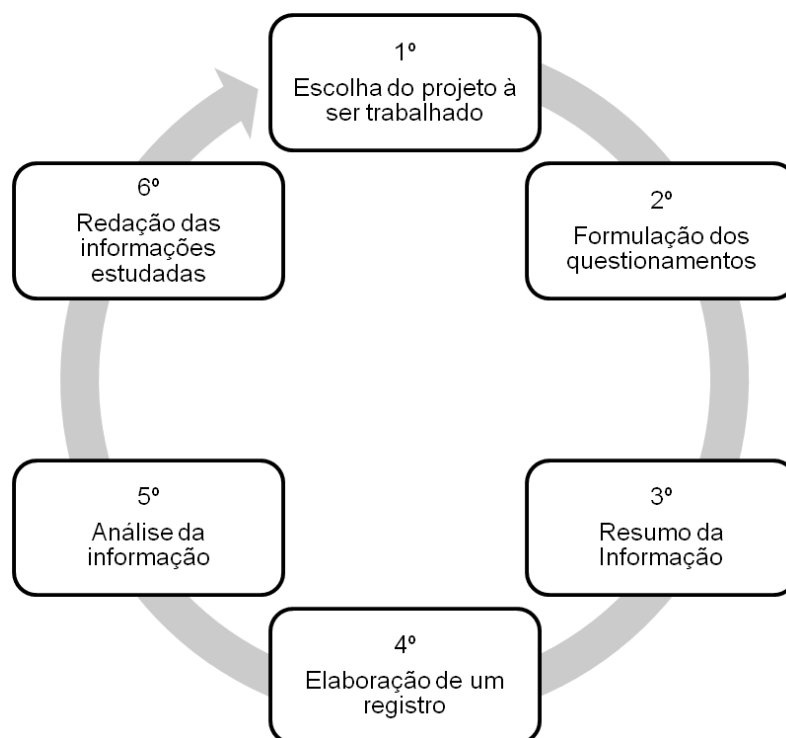 1º
Escolha do projeto à
ser trabalhado
2º
Formulação dos
questionamentos
3º
Resumo da
Informação
4º
Elaboração de um
registro
5º
Análise da
informação
6º
Redação das
informações
estudadas